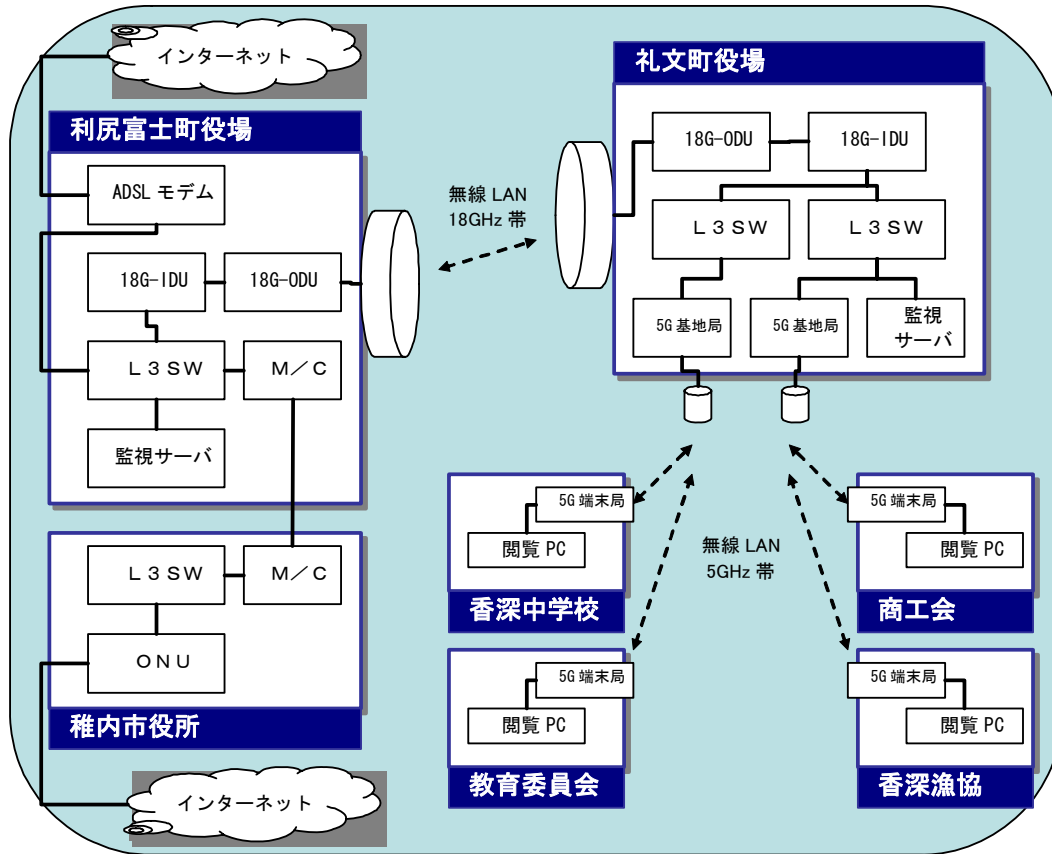 インターネット
利尻富士町役場
ADSL モデム
18G-IDU
18G-ODU
L3SW
M/C
監視サーバ
無線 LAN
18GHz 帯
礼文町役場
18G-ODU
18G-IDU
L3SW
L3SW
5G 基地局
5G 基地局
監視
サーバ
L3SW
M/C
ONU
稚内市役所
インターネット
5G 端末局
閲覧 PC
香深中学校
無線 LAN
5GHz 帯
5G 端末局
閲覧 PC
商工会
5G 端末局
閲覧 PC
教育委員会
5G 端末局
閲覧 PC
香深漁協